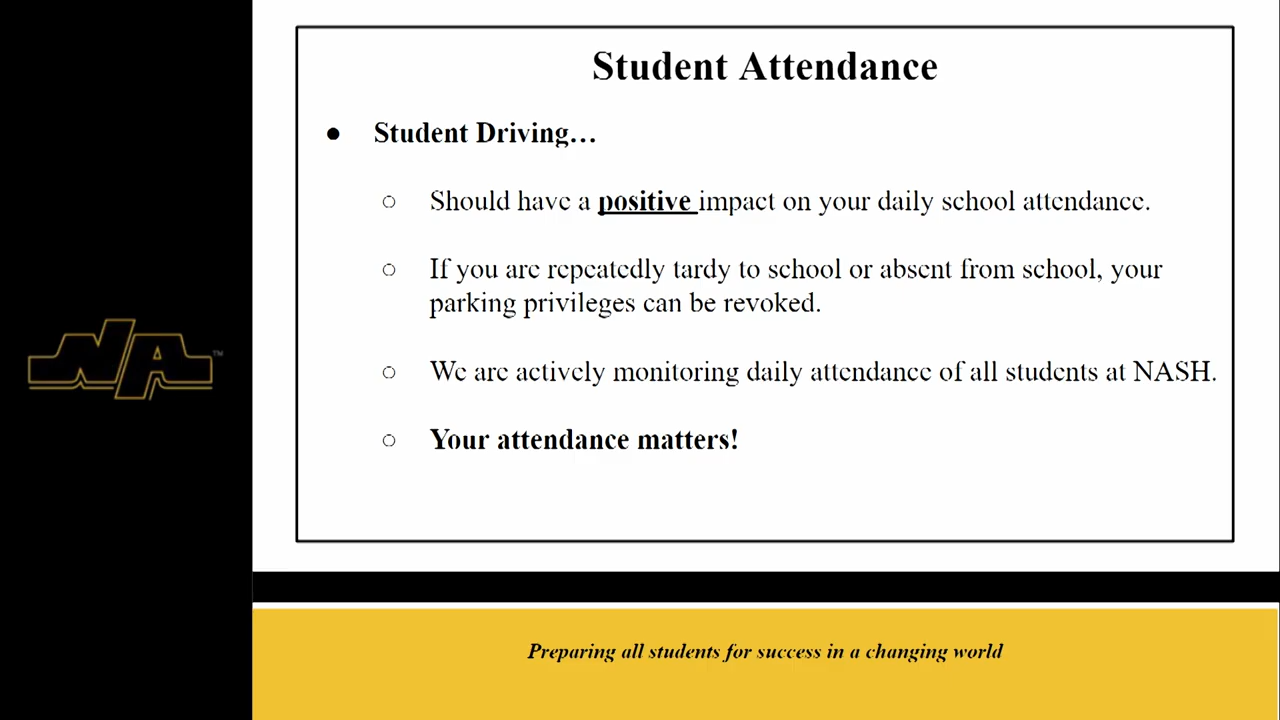 Student Attendance
● Student Driving…
○ Should have a positive impact on your daily school attendance.
○ If you are repeatedly tardy to school or absent from school, your
parking privileges can be revoked.
○ We are actively monitoring daily attendance of all students at NASH.
○ Your attendance matters!
NA™
Preparing all students for success in a changing world